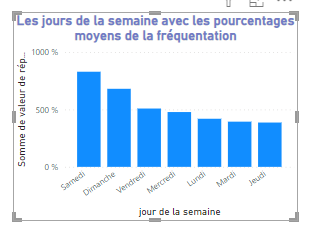 Les jours de la semaine avec les pourcentages
moyens de la fréquentation
Somme de valeur de rép...
1000 %
500 %
0 %
Samedi
Dimanche
Vendredi
Mercredi
Lundi
Mardi
Jeudi
jour de la semaine